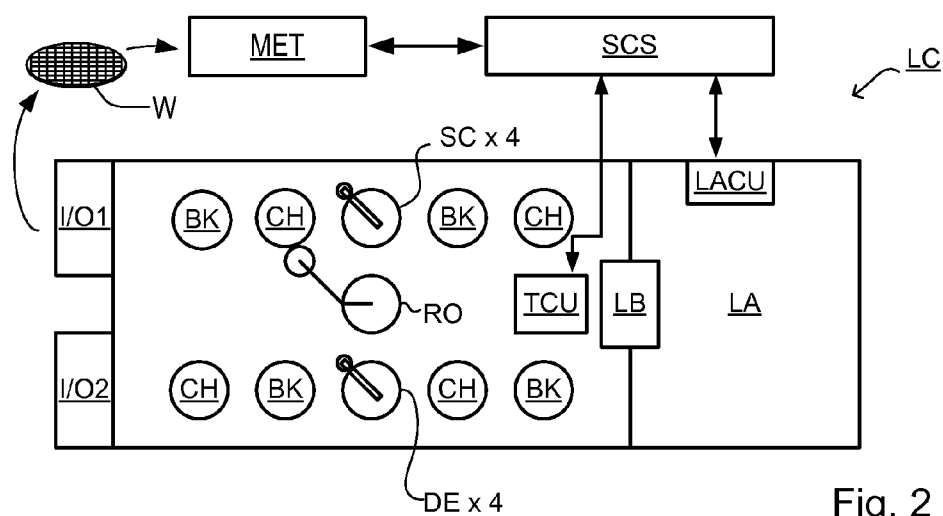 MET
SCS
LC
W
SC x 4
I/O1
BK
CH
BK
CH
LACU
RO
TCU
LB
LA
I/O2
CH
BK
CH
BK
DE x 4
Fig. 2